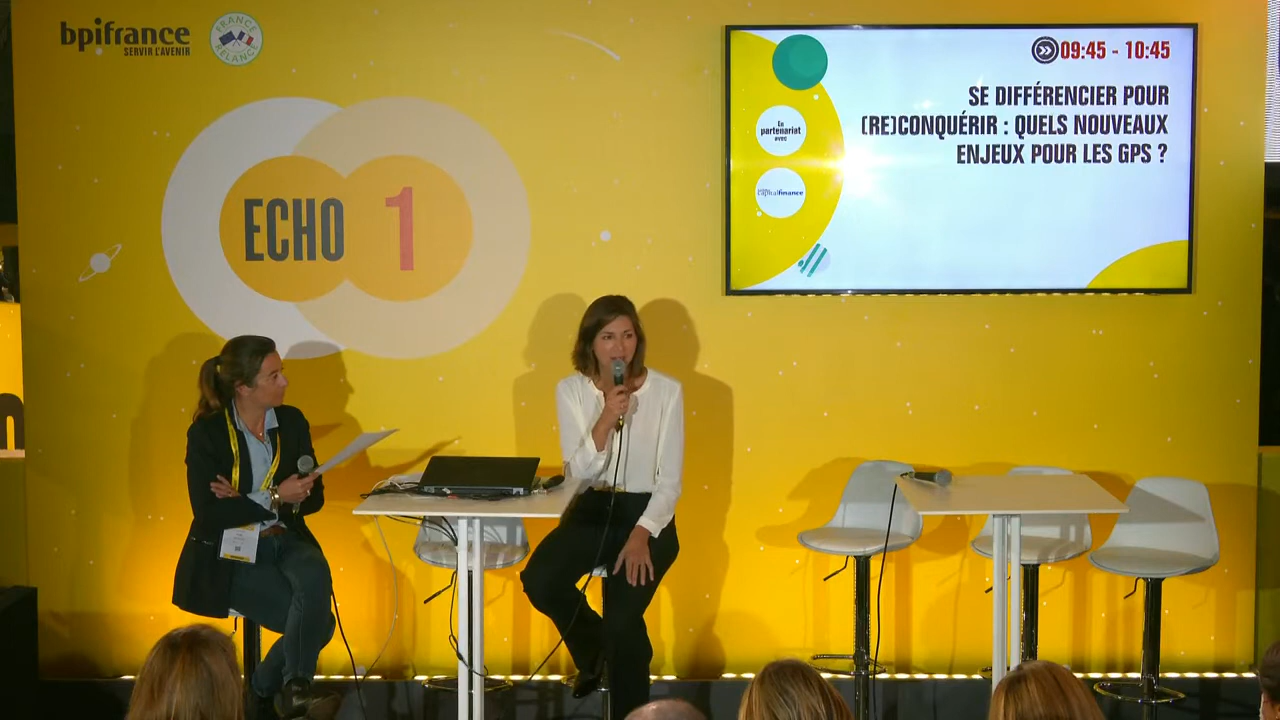 bpifrance
SERVIR L'AVENIR
FRANCE
RELANCE
ECHO 1
09:45 - 10:45
SE DIFFÉRENCIER POUR
(RE)CONQUÉRIR : QUELS NOUVEAUX
ENJEUX POUR LES GPS ?
En
partenariat
avec
capitalfinance